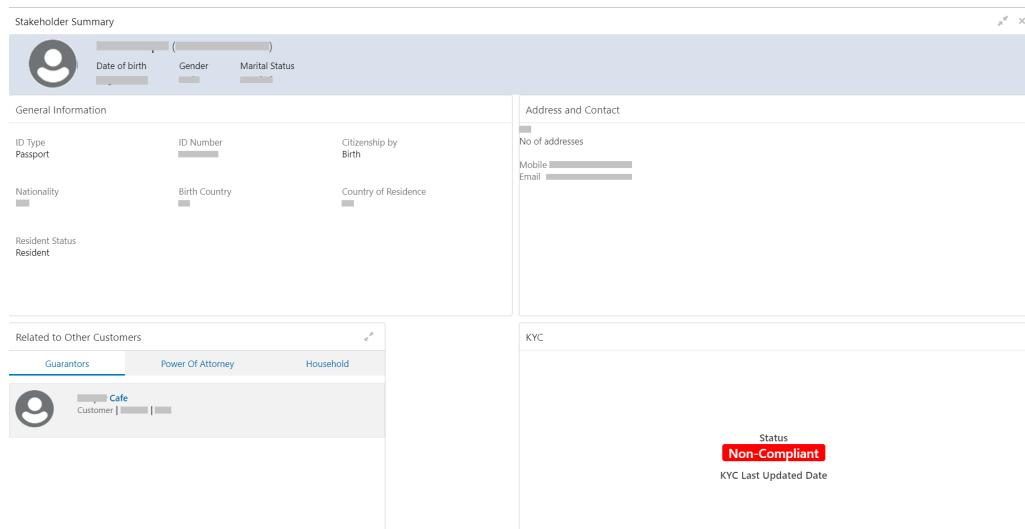 Stakeholder Summary
( )
Date of birth Gender Marital Status
General Information
ID Type ID Number Citizenship by
Passport Birth
Nationality Birth Country Country of Residence
Resident Status
Resident
Address and Contact
No of addresses
Mobile
Email
Related to Other Customers
Guarantors Power Of Attorney Household
Cafe
Customer | |
KYC
Status
Non-Compliant
KYC Last Updated Date